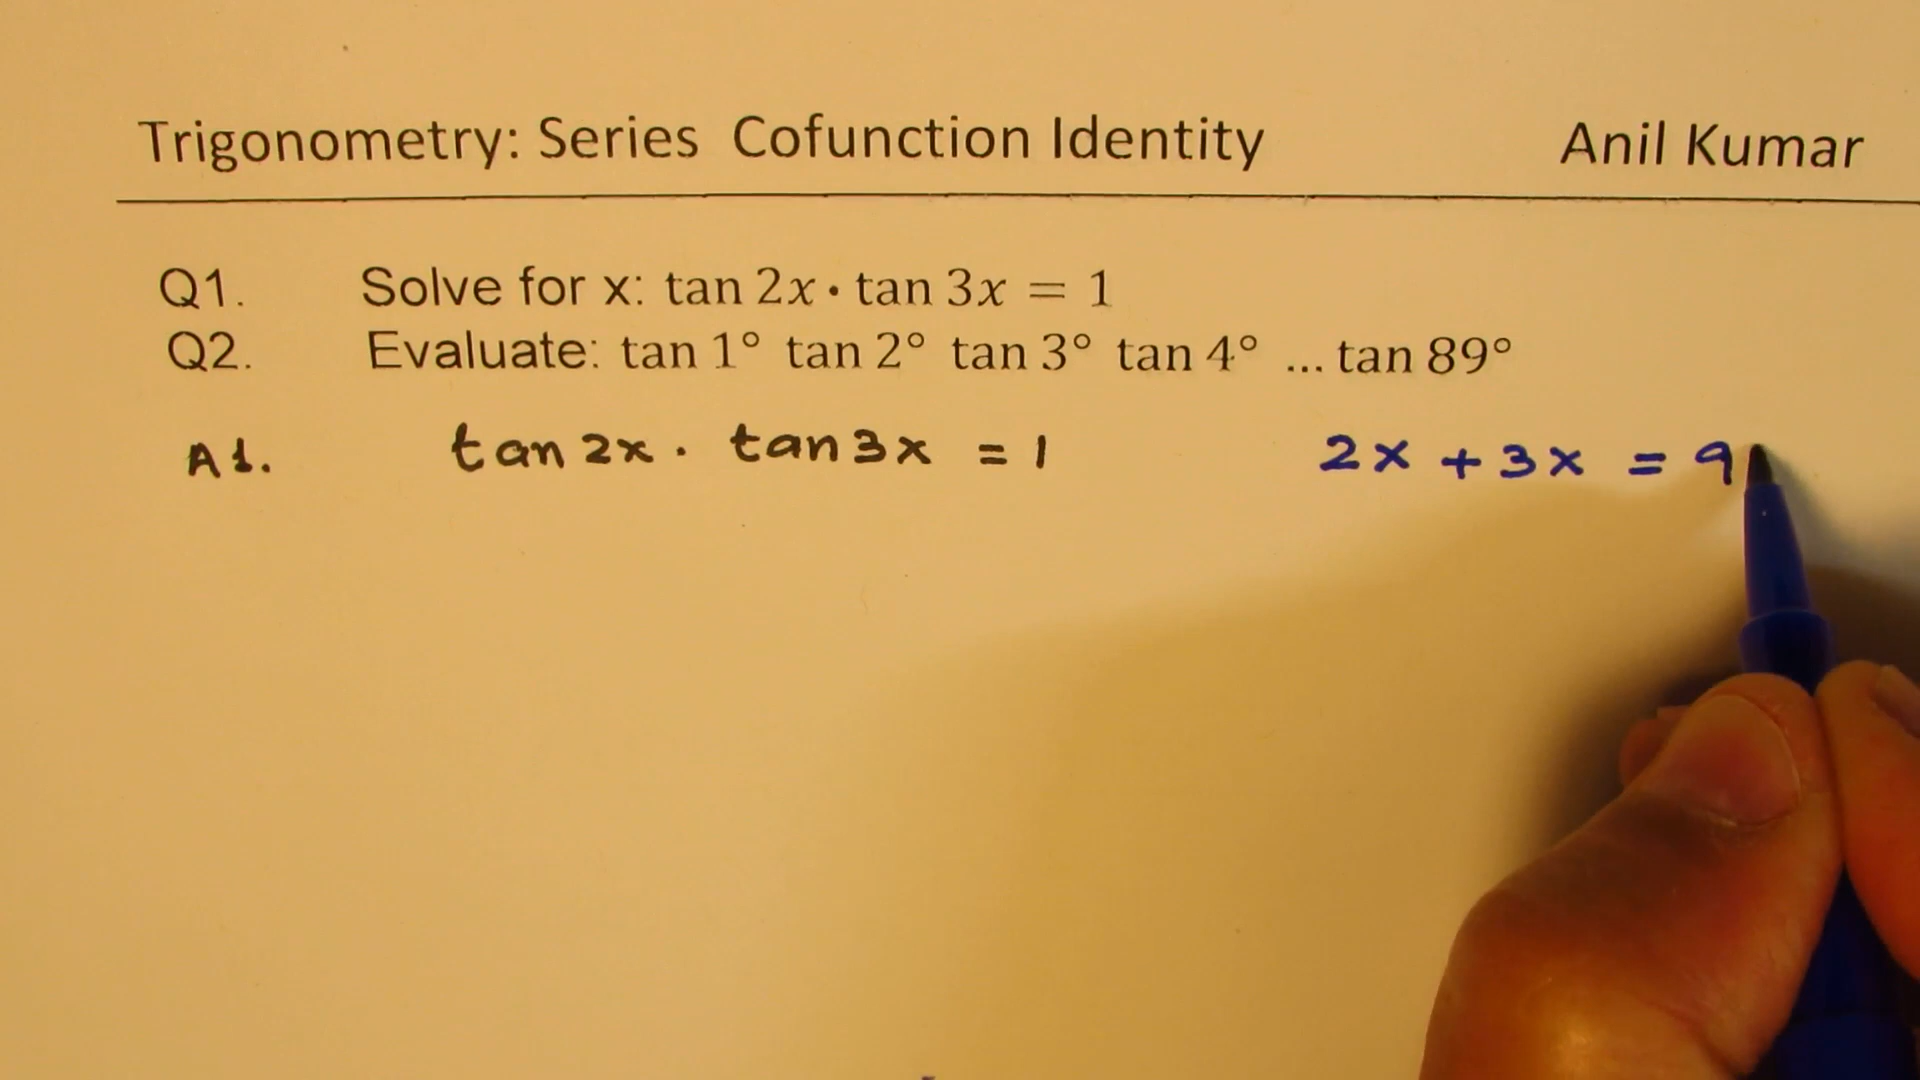 Trigonometry: Series Cofunction Identity Anil Kumar
Q1. Solve for x: tan 2x · tan 3x = 1
Q2. Evaluate: tan 1° tan 2° tan 3° tan 4° ... tan 89°
A1. tan 2x · tan 3x = 1 2x + 3x = 9